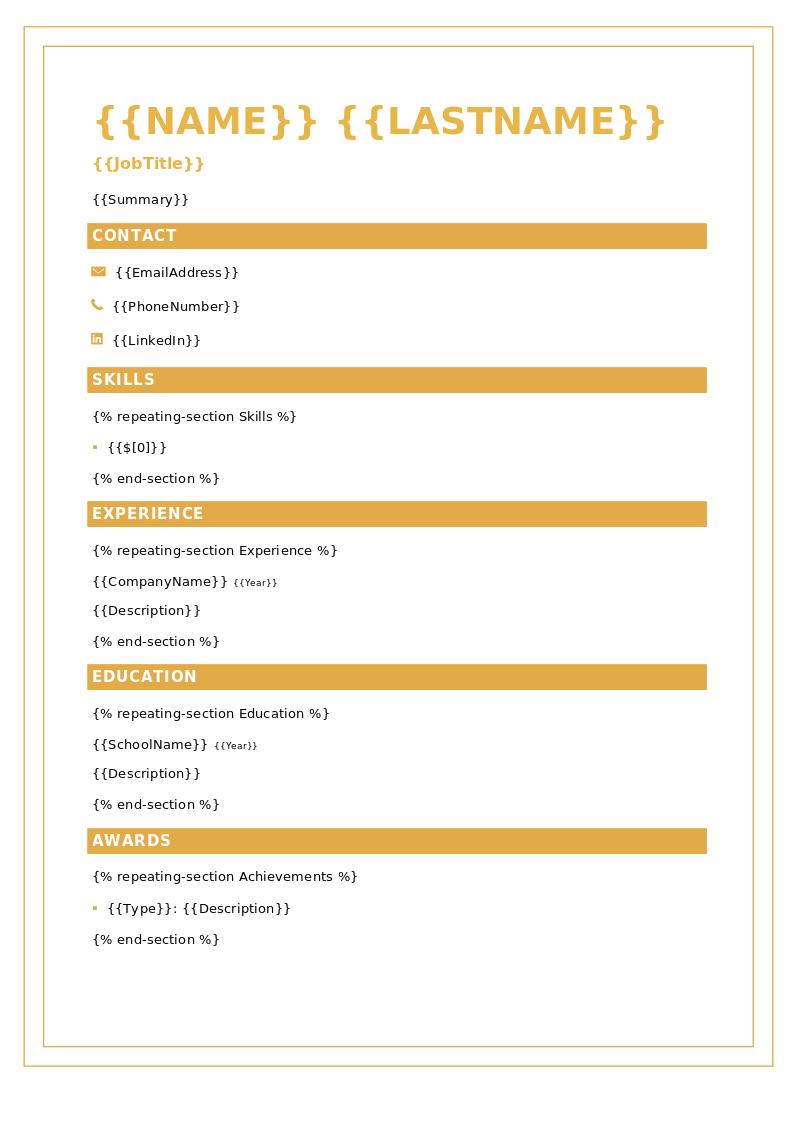 {{NAME}} {{LASTNAME}}
{{JobTitle}}
{{Summary}}
CONTACT
{{EmailAddress}}
{{PhoneNumber}}
{{LinkedIn}}
SKILLS
{% repeating-section Skills %}
▪ {{$[0]}}
{% end-section %}
EXPERIENCE
{% repeating-section Experience %}
{{CompanyName}} {{Year}}
{{Description}}
{% end-section %}
EDUCATION
{% repeating-section Education %}
{{SchoolName}} {{Year}}
{{Description}}
{% end-section %}
AWARDS
{% repeating-section Achievements %}
▪ {{Type}}: {{Description}}
{% end-section %}